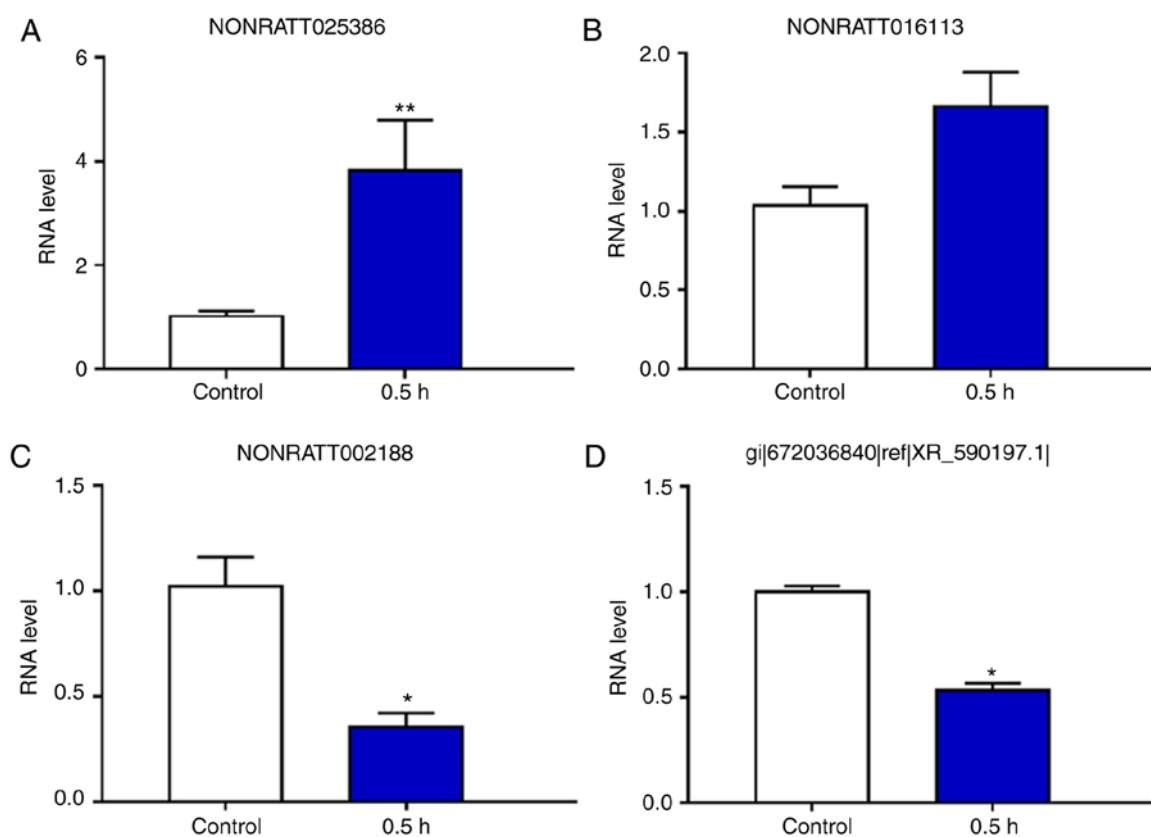 A
NONRATT025386
RNA level
6
4
2
0
**
Control
0.5 h
B
NONRATT016113
RNA level
2.0
1.5
1.0
0.5
0.0
Control
0.5 h
C
NONRATT002188
RNA level
1.5
1.0
0.5
0.0
*
Control
0.5 h
D
gi|672036840|ref|XR_590197.1|
RNA level
1.5
1.0
0.5
0.0
*
Control
0.5 h